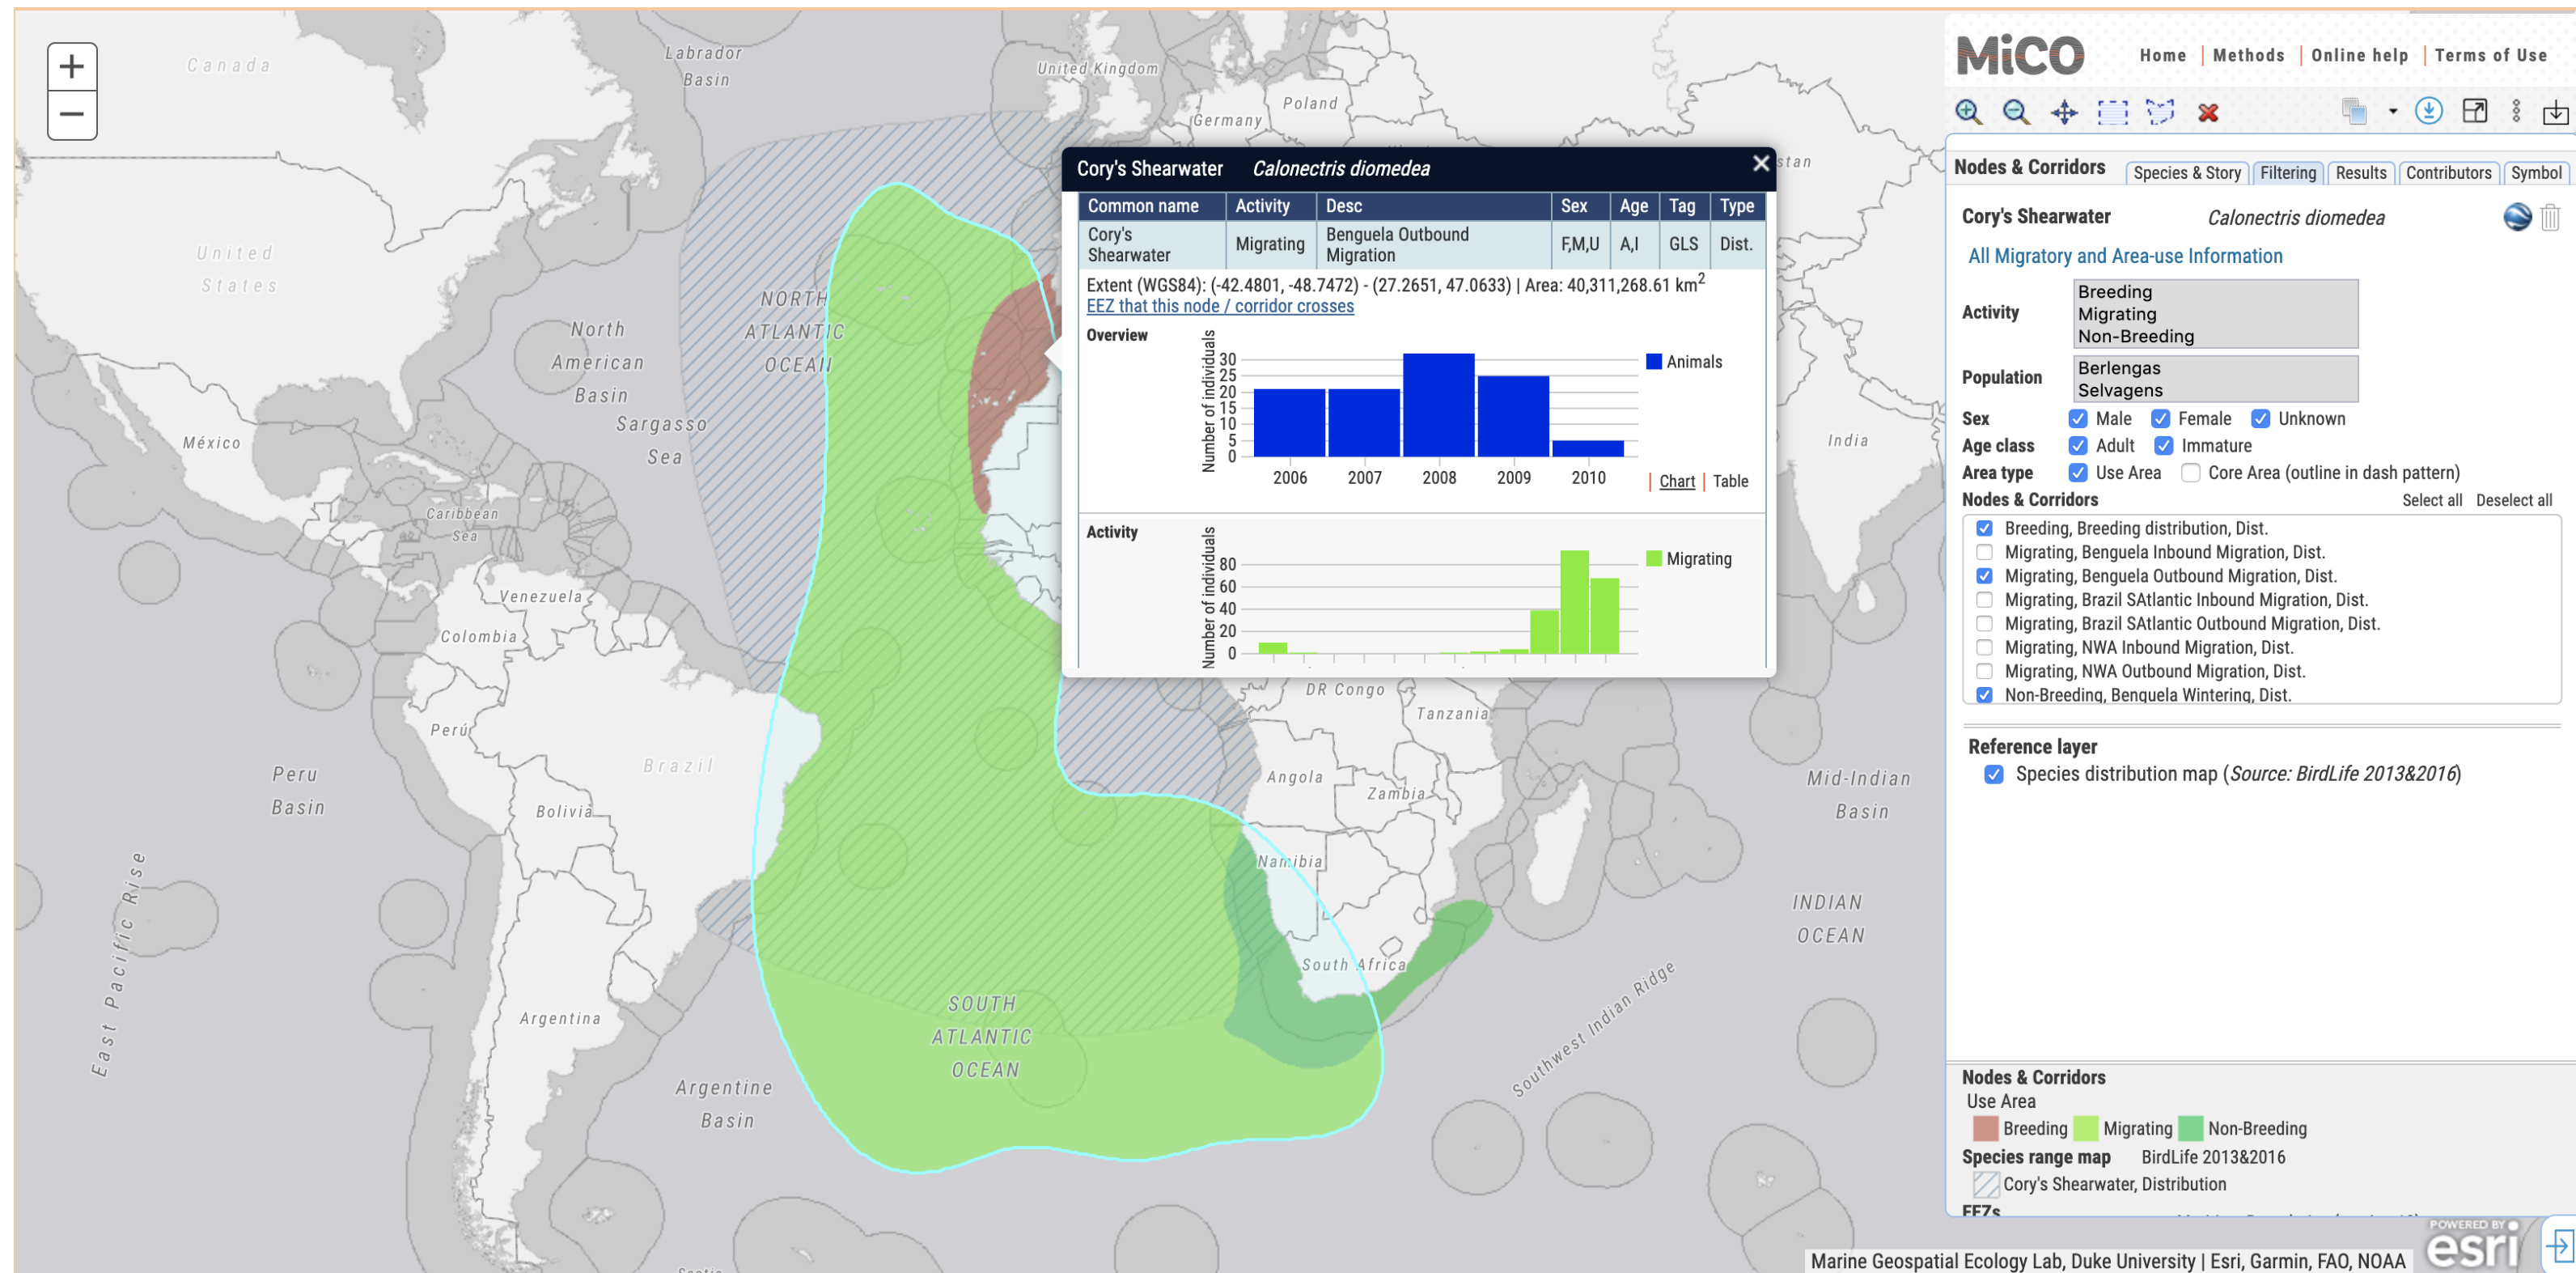 +
−
Canada
Labrador
Basin
United Kingdom
Poland
Germany
United
States
NORTH
ATLANTIC
OCEAN
North
American
Basin
Sargasso
Sea
México
Caribbean
Sea
Venezuela
Colombia
Perú
Brazil
Bolivia
Peru
Basin
East Pacific Rise
Argentina
Argentine
Basin
SOUTH
ATLANTIC
OCEAN
DR Congo
Tanzania
Angola
Zambia
Namibia
South Africa
Southwest Indian Ridge
stan
India
Mid-Indian
Basin
INDIAN
OCEAN
Cory's Shearwater Calonectris diomedea
Common name Activity Desc Sex Age Tag Type
Cory's Shearwater Migrating Benguela Outbound Migration F,M,U A,I GLS Dist.
Extent (WGS84): (-42.4801, -48.7472) - (27.2651, 47.0633) | Area: 40,311,268.61 km2
EEZ that this node / corridor crosses
Overview
Number of individuals
30
25
20
15
10
5
0
2006 2007 2008 2009 2010
Animals
| Chart | Table
Activity
Number of individuals
80
60
40
20
0
Migrating
MiCO
Home | Methods | Online help | Terms of Use
Nodes & Corridors Species & Story Filtering Results Contributors Symbol
Cory's Shearwater Calonectris diomedea
All Migratory and Area-use Information
Activity
Breeding
Migrating
Non-Breeding
Population
Berlengas
Selvagens
Sex Male Female Unknown
Age class Adult Immature
Area type Use Area Core Area (outline in dash pattern)
Nodes & Corridors Select all Deselect all
Breeding, Breeding distribution, Dist.
Migrating, Benguela Inbound Migration, Dist.
Migrating, Benguela Outbound Migration, Dist.
Migrating, Brazil SAtlantic Inbound Migration, Dist.
Migrating, Brazil SAtlantic Outbound Migration, Dist.
Migrating, NWA Inbound Migration, Dist.
Migrating, NWA Outbound Migration, Dist.
Non-Breeding, Benguela Wintering, Dist.
Reference layer
Species distribution map (Source: BirdLife 2013&2016)
Nodes & Corridors
Use Area
Breeding Migrating Non-Breeding
Species range map BirdLife 2013&2016
Cory's Shearwater, Distribution
EEZs
POWERED BY
esri
Marine Geospatial Ecology Lab, Duke University | Esri, Garmin, FAO, NOAA